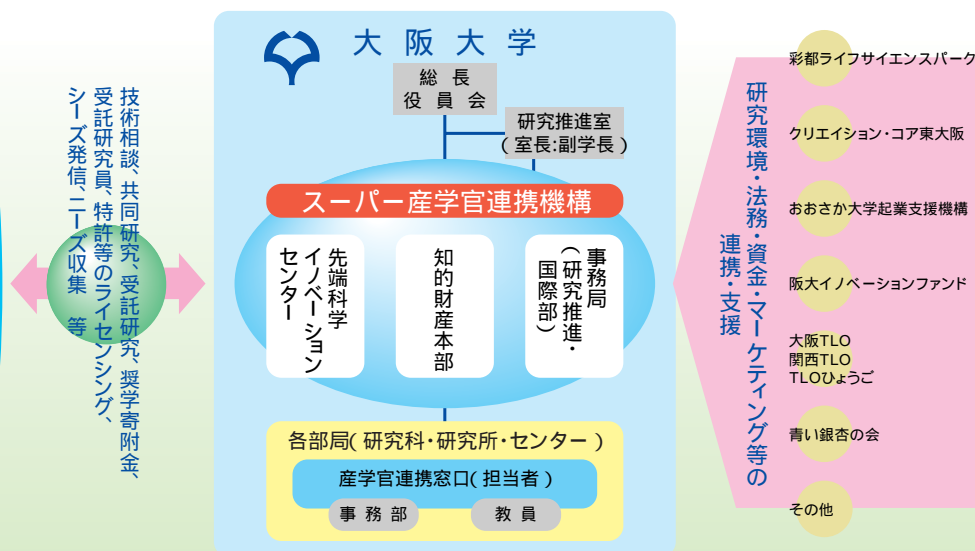 技術相談、共同研究、受託研究、奨学寄附金、
受託研究員、特許等のライセンシング、
シーズ発信、ニーズ収集 等
大阪大学
総長
役員会
研究推進室
(室長:副学長)
スーパー産学官連携機構
先端科学
イノベーション
センター
知的財産本部
事務局
(研究推進・
国際部)
各部局(研究科・研究所・センター)
産学官連携窓口(担当者)
事務部
教員
研究環境・法務・資金・マーケティング等の
連携・支援
彩都ライフサイエンスパーク
クリエイション・コア東大阪
おおさか大学起業支援機構
阪大イノベーションファンド
大阪TLO
関西TLO
TLOひょうご
青い銀杏の会
その他